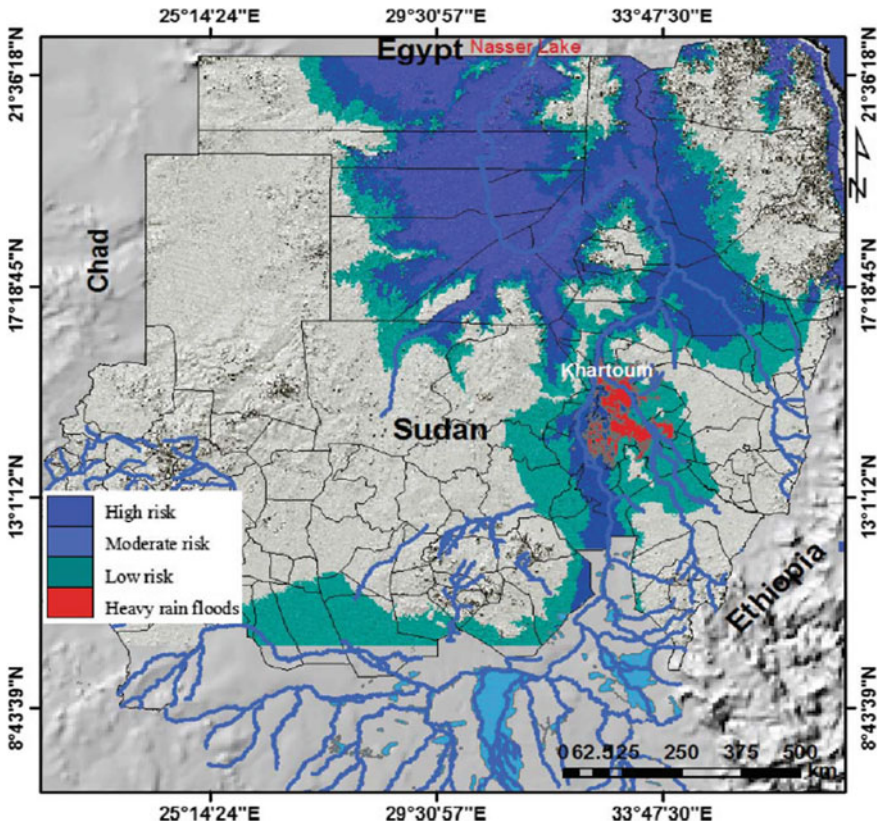 25°14'24"E 29°30'57"E 33°47'30"E
Egypt Nasser Lake
21°36'18"N 21°36'18"N
N
Chad
17°18'45"N 17°18'45"N
Khartoum
Sudan
13°11'12"N 13°11'12"N
High risk
Moderate risk
Low risk
Heavy rain floods
Ethiopia
8°43'39"N 8°43'39"N
0 62.5 125 250 375 500
km
25°14'24"E 29°30'57"E 33°47'30"E